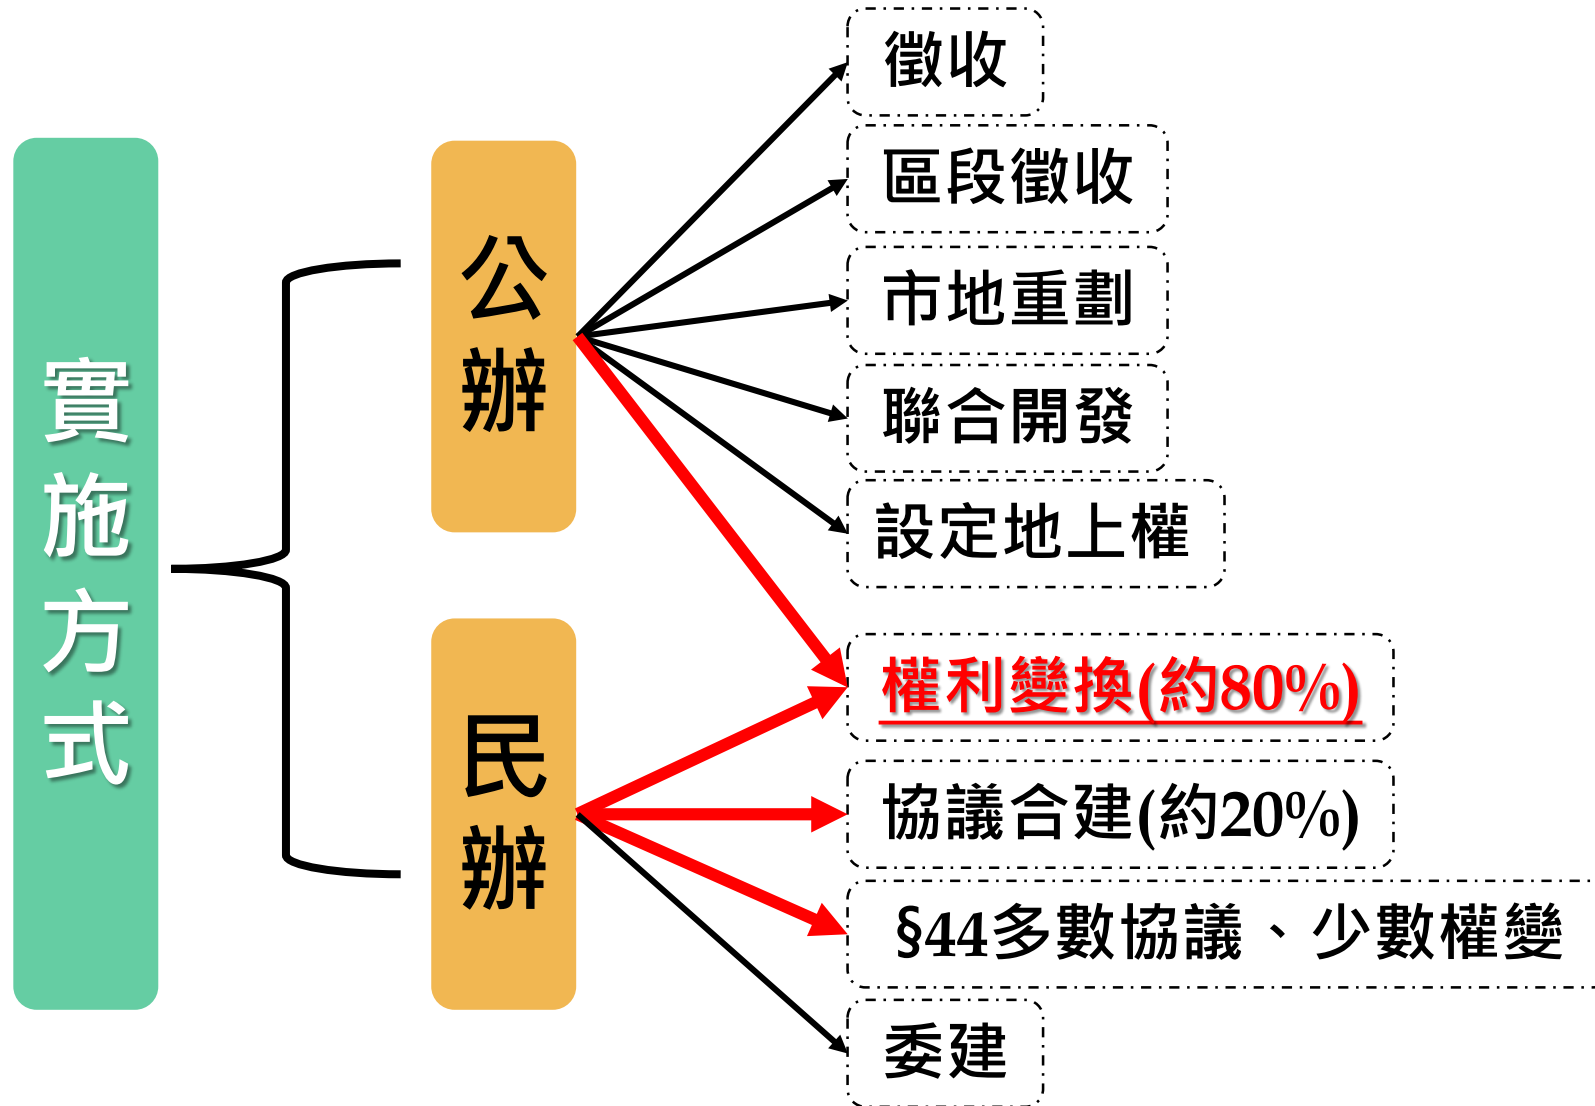 實施方式
公辦
民辦
徵收
區段徵收
市地重劃
聯合開發
設定地上權
權利變換(約80%)
協議合建(約20%)
§44多數協議、少數權變
委建